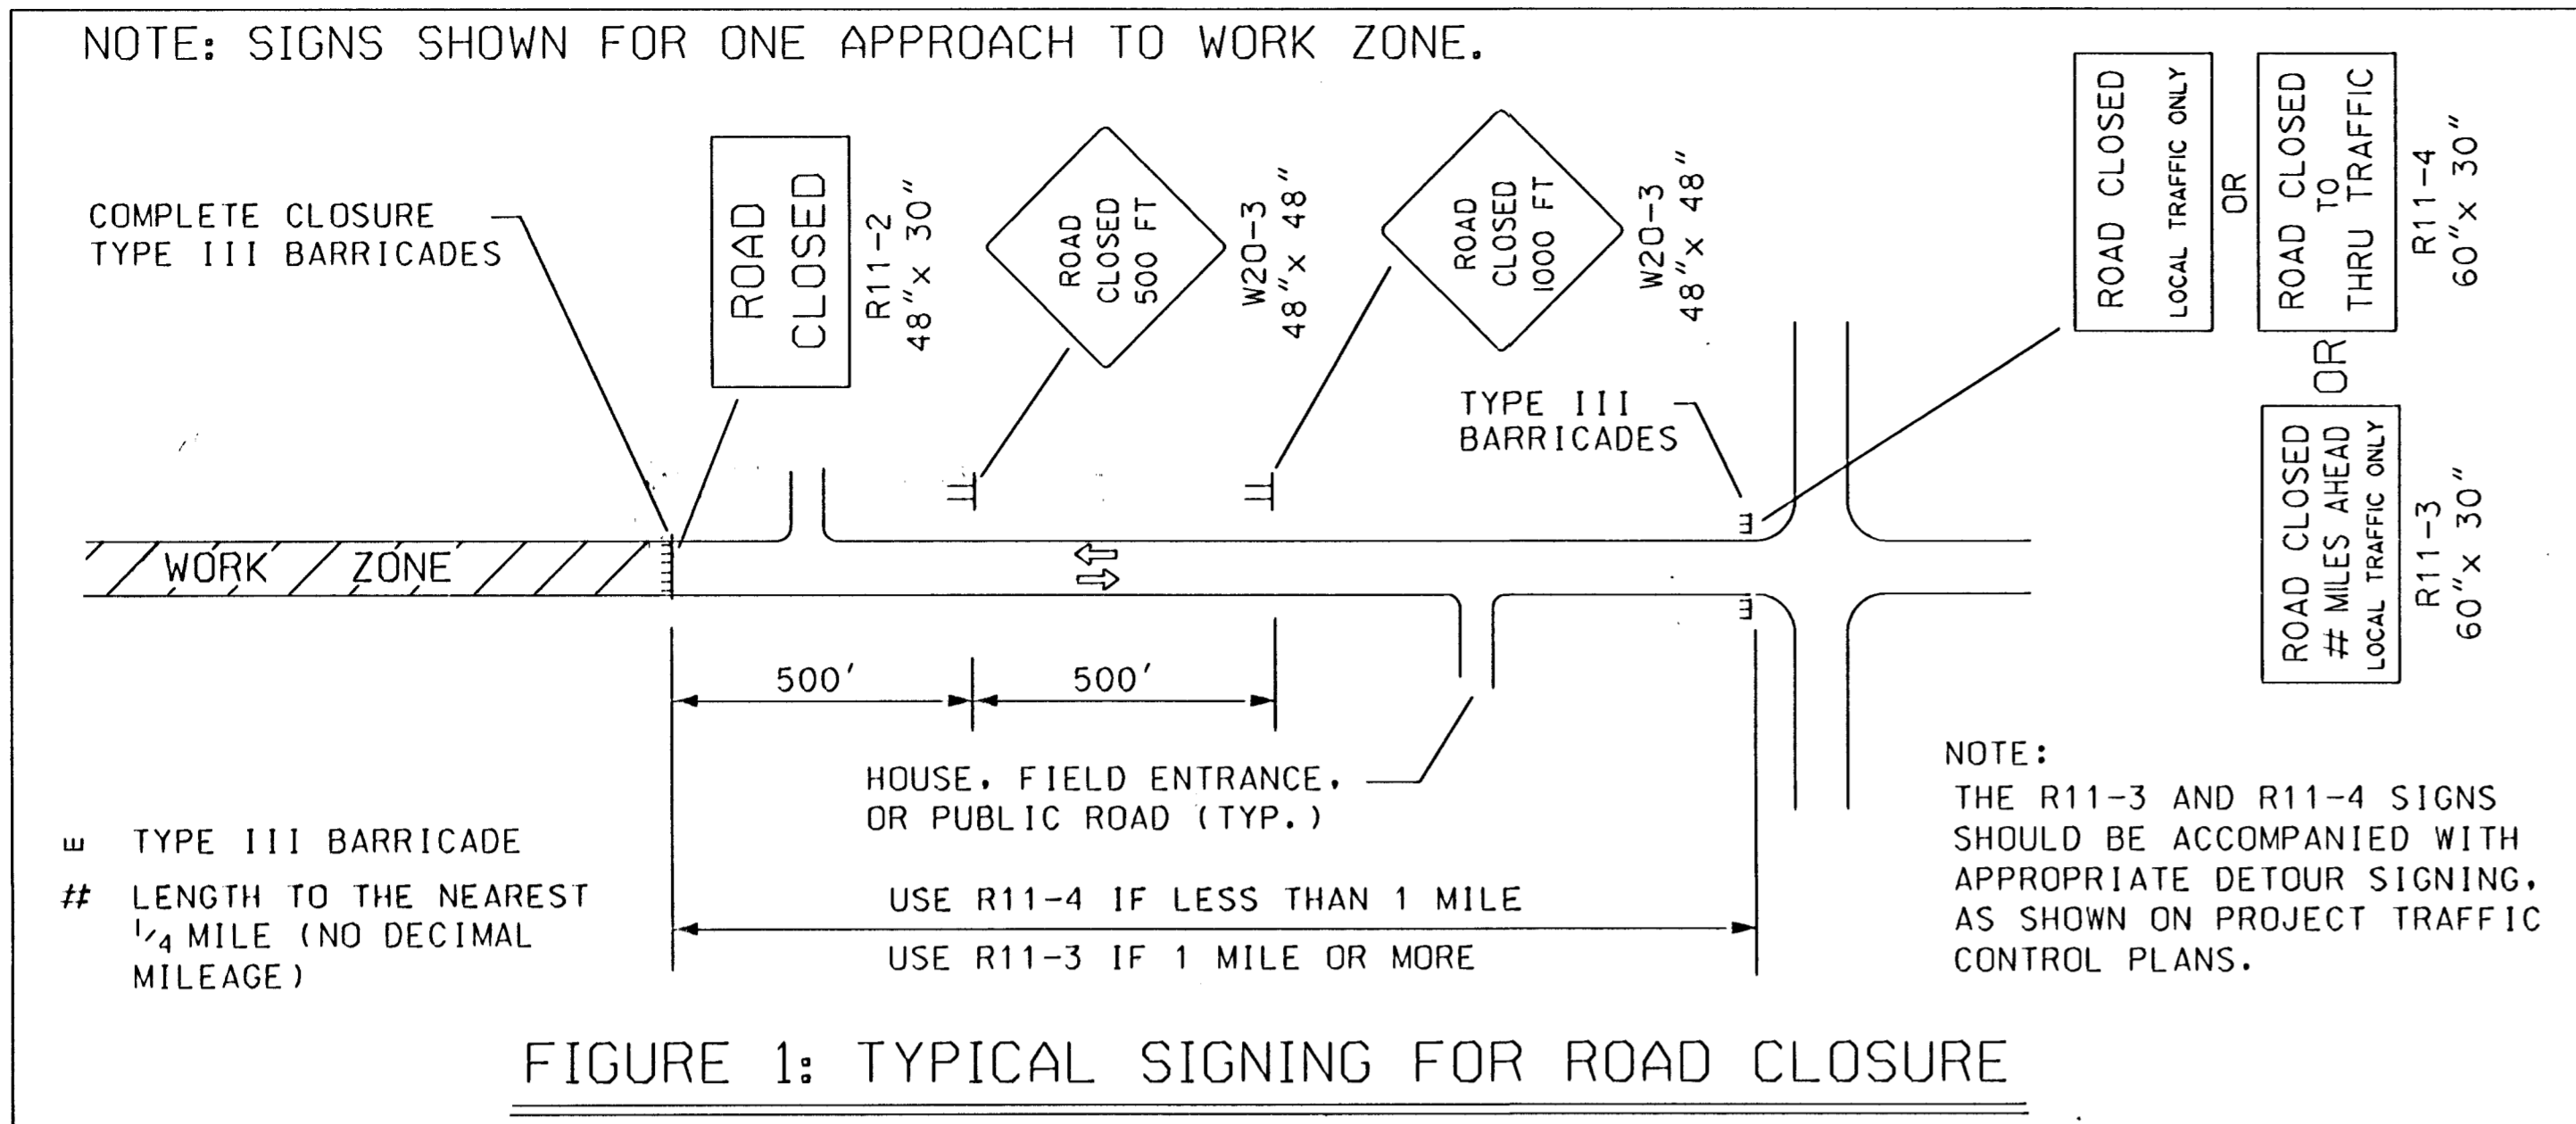 NOTE: SIGNS SHOWN FOR ONE APPROACH TO WORK ZONE.
COMPLETE CLOSURE
TYPE III BARRICADES
ROAD
CLOSED
R11-2
48"x 30"
ROAD
CLOSED
500 FT
W20-3
48"x 48"
ROAD
CLOSED
1000 FT
W20-3
48"x 48"
TYPE III
BARRICADES
ROAD CLOSED
LOCAL TRAFFIC ONLY
OR
ROAD CLOSED
TO
THRU TRAFFIC
R11-4
60"x 30"
OR
ROAD CLOSED
# MILES AHEAD
LOCAL TRAFFIC ONLY
R11-3
60"x 30"
WORK ZONE
500'
500'
HOUSE, FIELD ENTRANCE,
OR PUBLIC ROAD (TYP.)
TYPE III BARRICADE
# LENGTH TO THE NEAREST
1/4 MILE (NO DECIMAL
MILEAGE)
USE R11-4 IF LESS THAN 1 MILE
USE R11-3 IF 1 MILE OR MORE
NOTE:
THE R11-3 AND R11-4 SIGNS
SHOULD BE ACCOMPANIED WITH
APPROPRIATE DETOUR SIGNING,
AS SHOWN ON PROJECT TRAFFIC
CONTROL PLANS.
FIGURE 1: TYPICAL SIGNING FOR ROAD CLOSURE